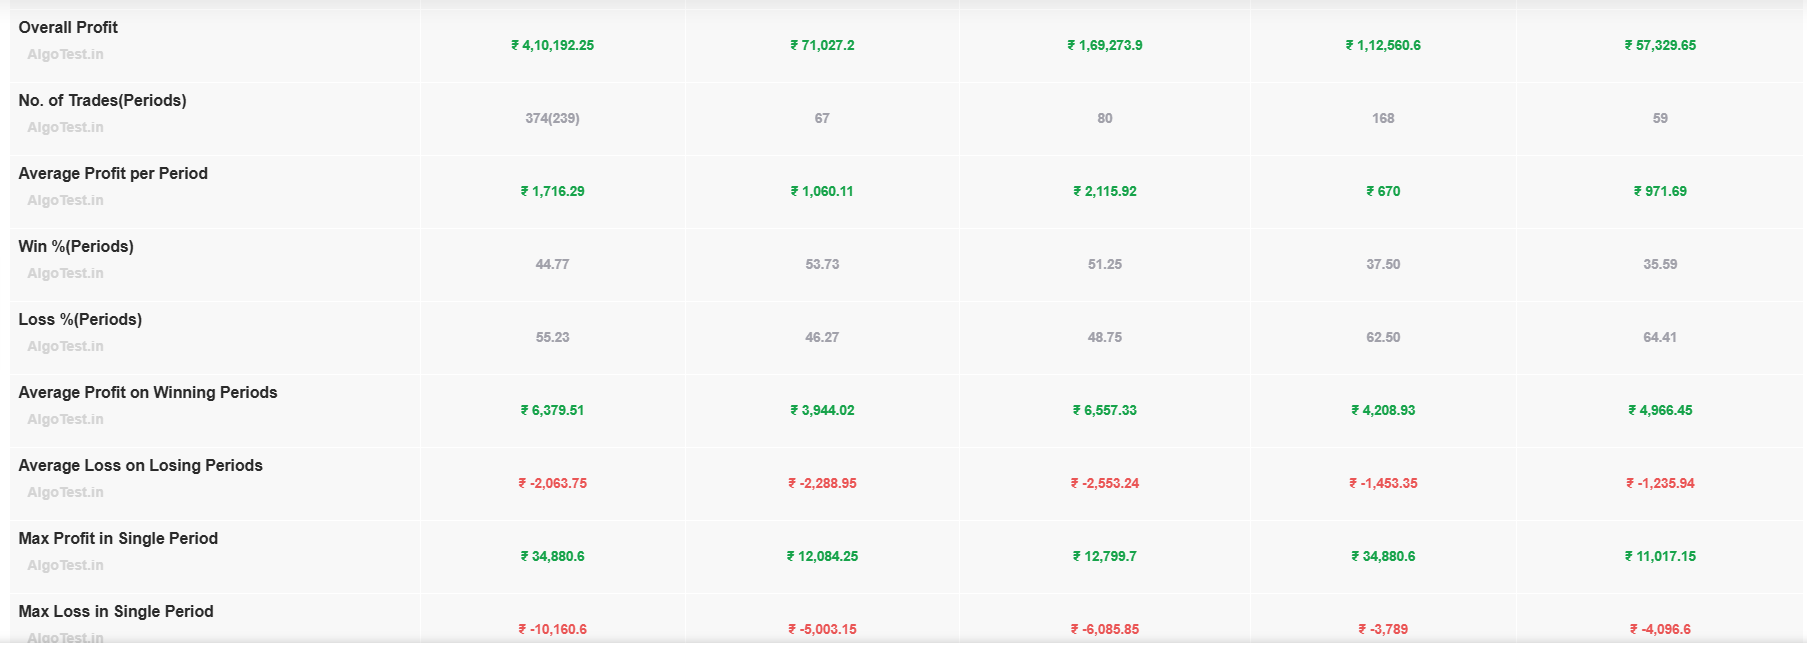 Overall Profit
AlgoTest.in
₹ 4,10,192.25 ₹ 71,027.2 ₹ 1,69,273.9 ₹ 1,12,560.6 ₹ 57,329.65
No. of Trades(Periods)
AlgoTest.in
374(239) 67 80 168 59
Average Profit per Period
AlgoTest.in
₹ 1,716.29 ₹ 1,060.11 ₹ 2,115.92 ₹ 670 ₹ 971.69
Win %(Periods)
AlgoTest.in
44.77 53.73 51.25 37.50 35.59
Loss %(Periods)
AlgoTest.in
55.23 46.27 48.75 62.50 64.41
Average Profit on Winning Periods
AlgoTest.in
₹ 6,379.51 ₹ 3,944.02 ₹ 6,557.33 ₹ 4,208.93 ₹ 4,966.45
Average Loss on Losing Periods
AlgoTest.in
₹ -2,063.75 ₹ -2,288.95 ₹ -2,553.24 ₹ -1,453.35 ₹ -1,235.94
Max Profit in Single Period
AlgoTest.in
₹ 34,880.6 ₹ 12,084.25 ₹ 12,799.7 ₹ 34,880.6 ₹ 11,017.15
Max Loss in Single Period
AlgoTest.in
₹ -10,160.6 ₹ -5,003.15 ₹ -6,085.85 ₹ -3,789 ₹ -4,096.6